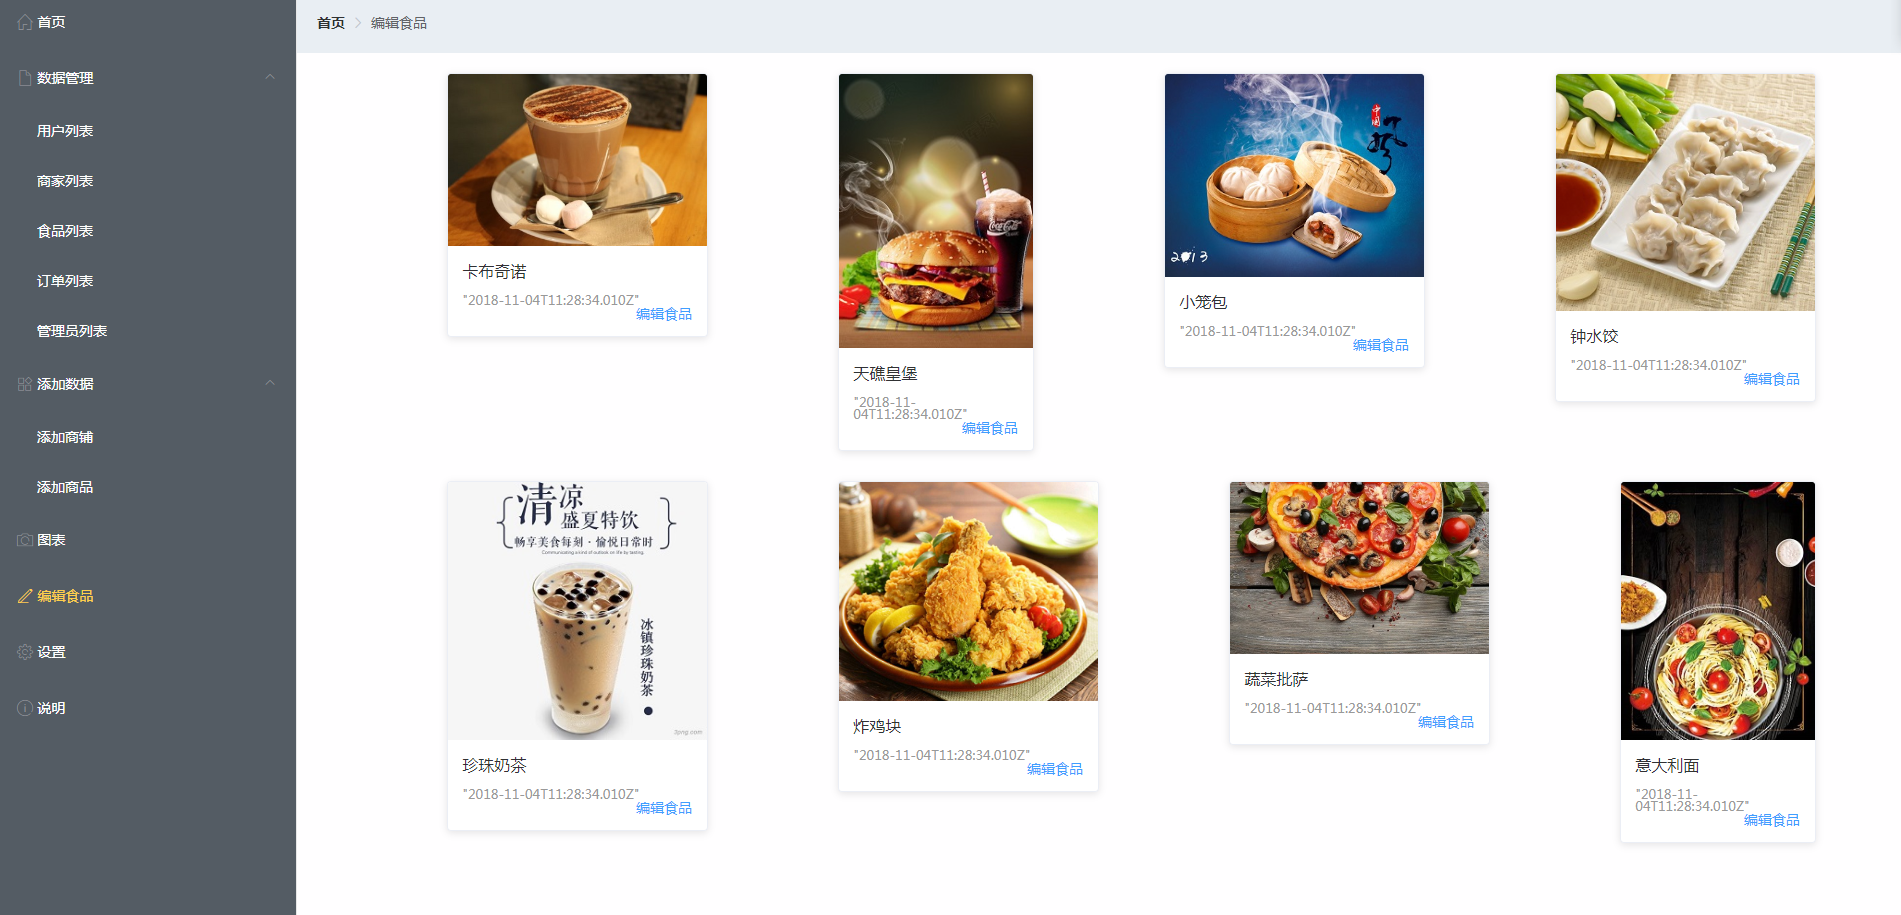 首页
数据管理
用户列表
商家列表
食品列表
订单列表
管理员列表
添加数据
添加商铺
添加商品
图表
编辑食品
设置
说明
首页 > 编辑食品
卡布奇诺
"2018-11-04T11:28:34.010Z"
编辑食品
Coca-Cola
天礁皇堡
"2018-11-
04T11:28:34.010Z"
编辑食品
中国
2013
小笼包
"2018-11-04T11:28:34.010Z"
编辑食品
钟水饺
"2018-11-04T11:28:34.010Z"
编辑食品
清凉
盛夏特饮
畅享美食每刻·愉悦日常时
冰镇珍珠奶茶
珍珠奶茶
"2018-11-04T11:28:34.010Z"
编辑食品
炸鸡块
"2018-11-04T11:28:34.010Z"
编辑食品
蔬菜批萨
"2018-11-04T11:28:34.010Z"
编辑食品
意大利面
"2018-11-
04T11:28:34.010Z"
编辑食品